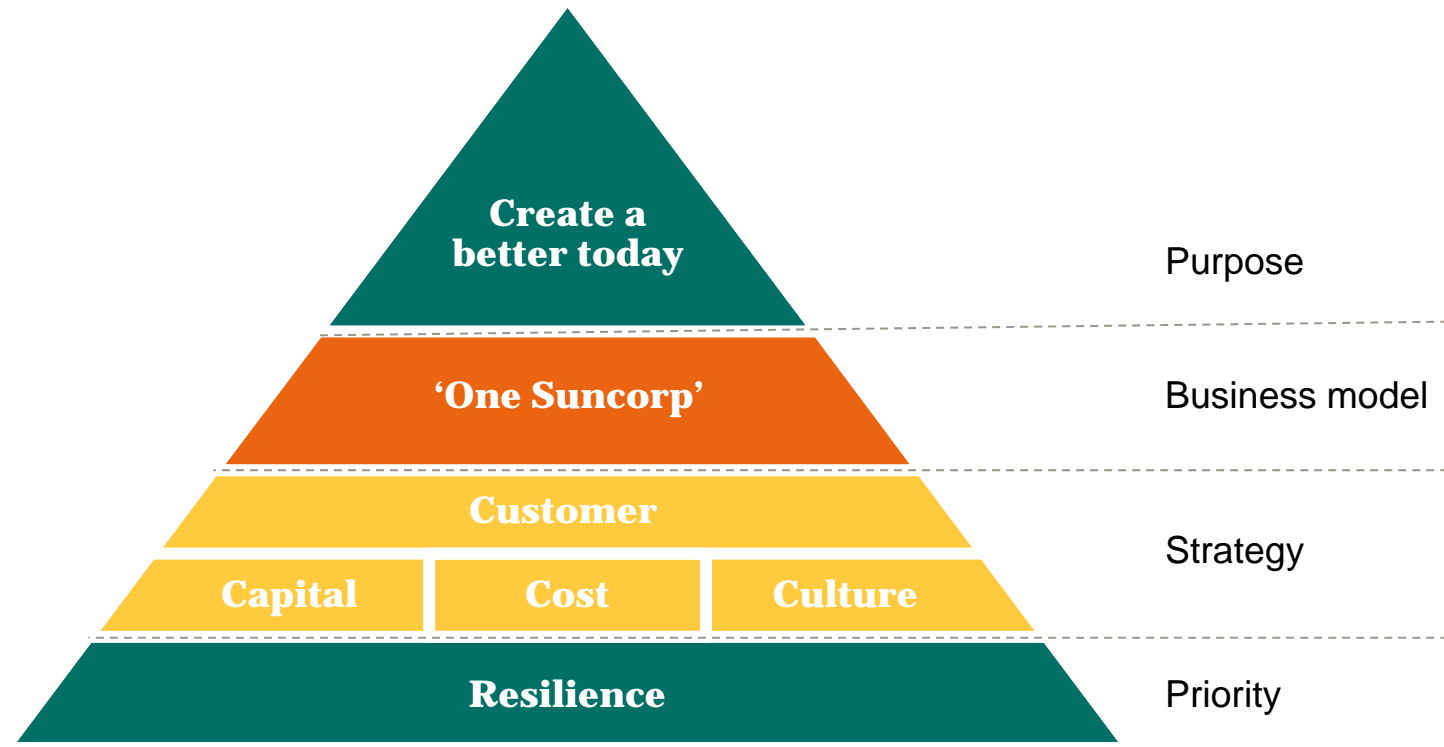 Create a
better today
Purpose
‘One Suncorp’
Business model
Customer
Strategy
Capital
Cost
Culture
Resilience
Priority